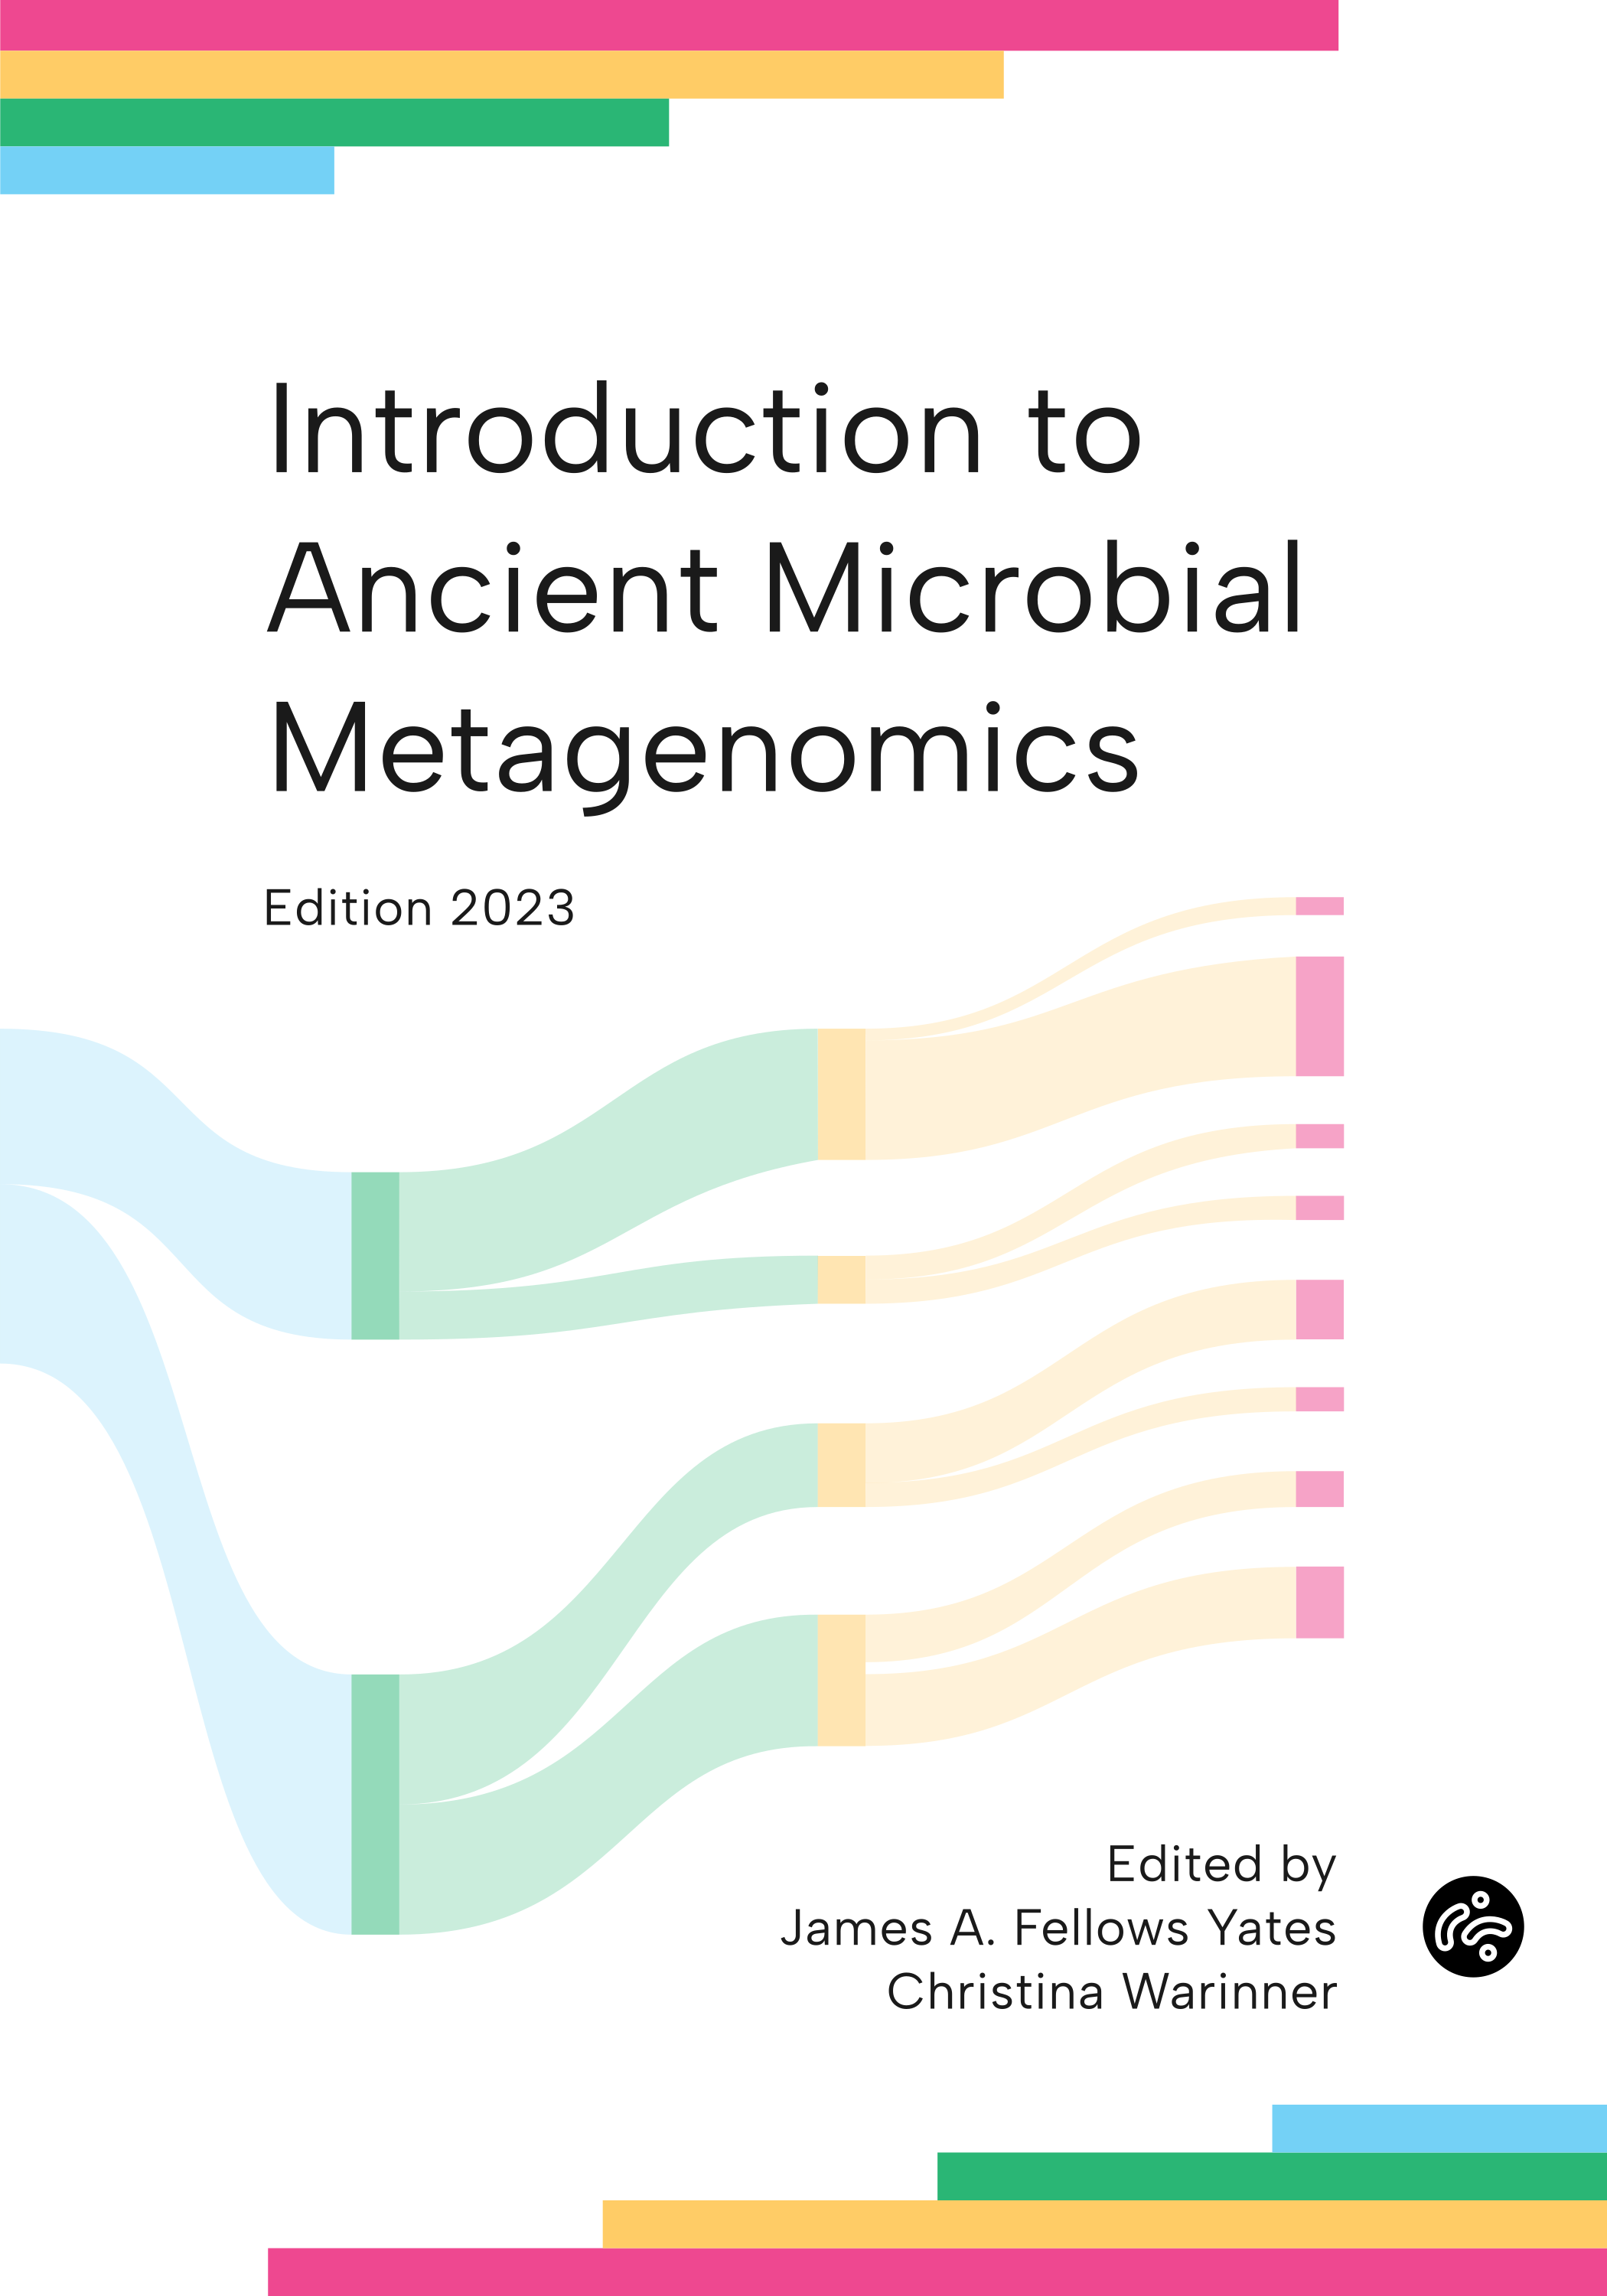 Introduction to
Ancient Microbial
Metagenomics
Edition 2023
Edited by
James A. Fellows Yates
Christina Warinner